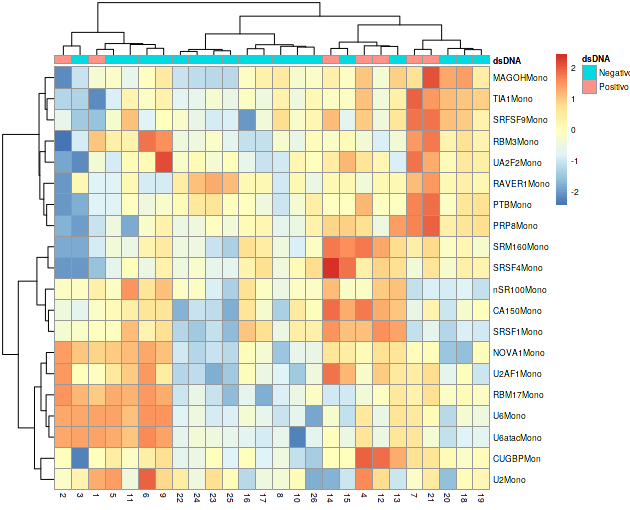 dsDNA
MAGOHMono
TIA1Mono
SRFSF9Mono
RBM3Mono
UA2F2Mono
RAVER1Mono
PTBMono
PRP8Mono
SRM160Mono
SRSF4Mono
nSR100Mono
CA150Mono
SRSF1Mono
NOVA1Mono
U2AF1Mono
RBM17Mono
U6Mono
U6atacMono
CUGBPMon
U2Mono
2 3 1 5 11 6 9 22 24 23 25 16 17 8 10 26 14 15 4 12 13 7 21 20 18 19
2
1
0
-1
-2
dsDNA
Negativo
Positivo